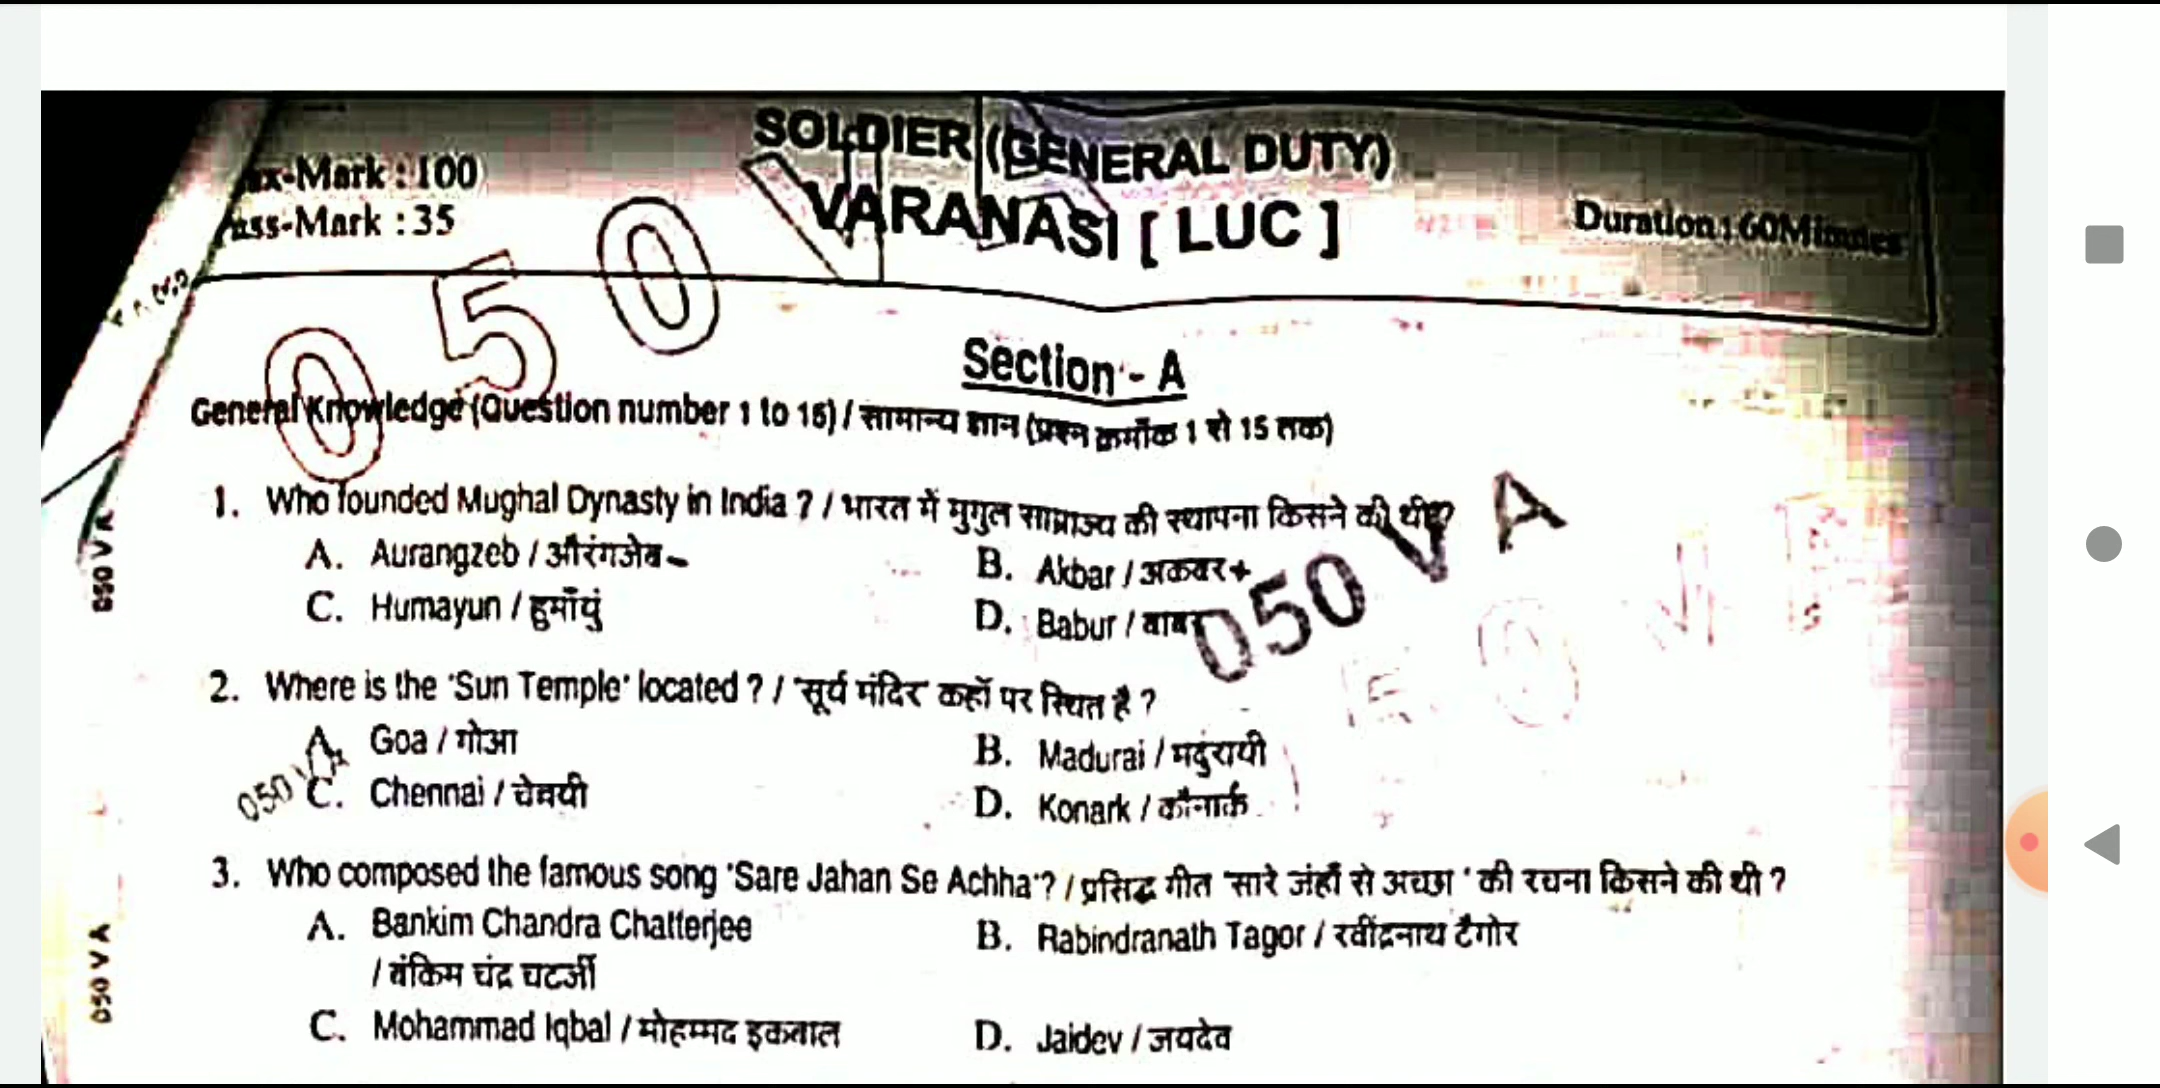 SOLDIER (GENERAL DUTY)
-Mark : 100
VARANASI [ LUC ]
ass-Mark : 35
Duration : 60Minutes
050 V
Section - A
General Knowledge (Question number 1 to 15) / सामान्य ज्ञान (प्रश्न क्रमाँक 1 से 15 तक)
1. Who founded Mughal Dynasty in India ? / भारत में मुगुल साम्राज्य की स्थापना किसने की थी?
A. Aurangzeb / औरंगजेब
B. Akbar / अकबर
C. Humayun / हुमाँयुं
D. Babur / बाबर
050 V A
050 V A
2. Where is the 'Sun Temple' located ? / 'सूर्य मंदिर' कहाँ पर स्थित है ?
A. Goa / गोआ
B. Madurai / मदुरायी
C. Chennai / चेन्नयी
D. Konark / कौनार्क
050 V A
3. Who composed the famous song 'Sare Jahan Se Achha'? / प्रसिद्ध गीत 'सारे जंहाँ से अच्छा ' की रचना किसने की थी ?
A. Bankim Chandra Chatterjee
B. Rabindranath Tagor / रवींद्रनाथ टैगोर
/ बंकिम चंद्र चटर्जी
C. Mohammad Iqbal / मोहम्मद इकबाल
D. Jaidev / जयदेव
050 V A